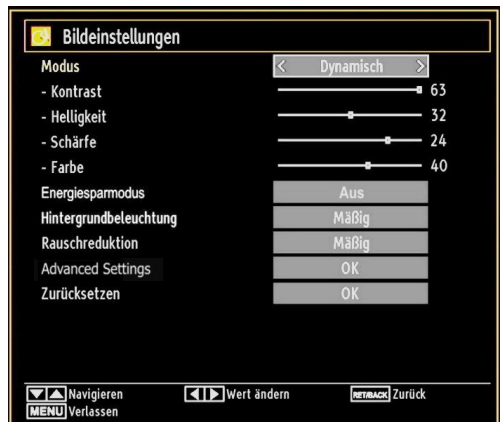 Bildeinstellungen
Modus Dynamisch
- Kontrast 63
- Helligkeit 32
- Schärfe 24
- Farbe 40
Energiesparmodus Aus
Hintergrundbeleuchtung Mäßig
Rauschreduktion Mäßig
Advanced Settings OK
Zurücksetzen OK
Navigieren Wert ändern RET/BACK Zurück
MENU Verlassen